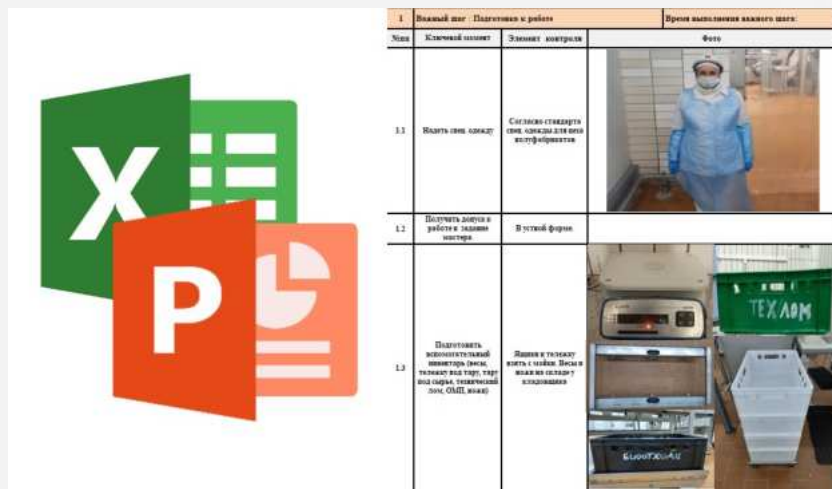 X
P
1 Важный шаг : Подготовка к работе Время выполнения важного шага:
№пп Ключевой момент Элемент контроля Фото
1.1 Надеть спец. одежду
Согласно стандарта
спец. одежды для цеха
полуфабрикатов
1.2
Получить допуск к
работе и задание
мастера
В устной форме
1.3
Подготовить
вспомогательный
инвентарь (весы,
тележку под тару, тару
под сырье, технический
лом, ОМП, ножи)
Ящики и тележку
взять с мойки. Весы и
ножи на складе у
кладовщика
ТЕХЛОМ
БИООТХОДЫ